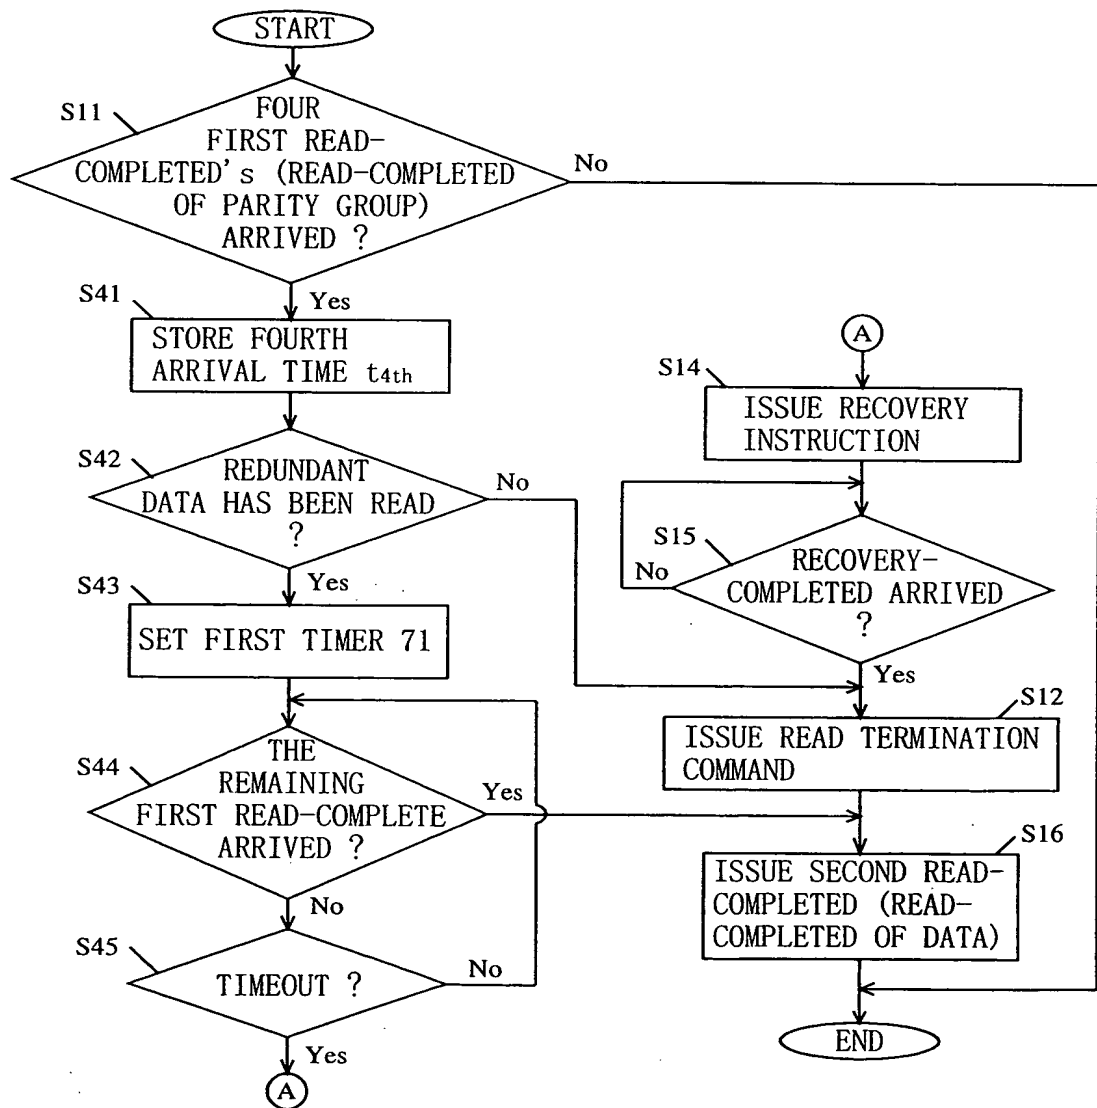 START
S11
FOUR
FIRST READ-
COMPLETED's (READ-COMPLETED
OF PARITY GROUP)
ARRIVED ?
No
Yes
S41
STORE FOURTH
ARRIVAL TIME t4th
S42
REDUNDANT
DATA HAS BEEN READ
?
No
Yes
S43
SET FIRST TIMER 71
S44
THE
REMAINING
FIRST READ-COMPLETE
ARRIVED ?
Yes
No
S45
TIMEOUT ?
No
Yes
A
A
S14
ISSUE RECOVERY
INSTRUCTION
S15
RECOVERY-
COMPLETED ARRIVED
?
No
Yes
S12
ISSUE READ TERMINATION
COMMAND
S16
ISSUE SECOND READ-
COMPLETED (READ-
COMPLETED OF DATA)
END